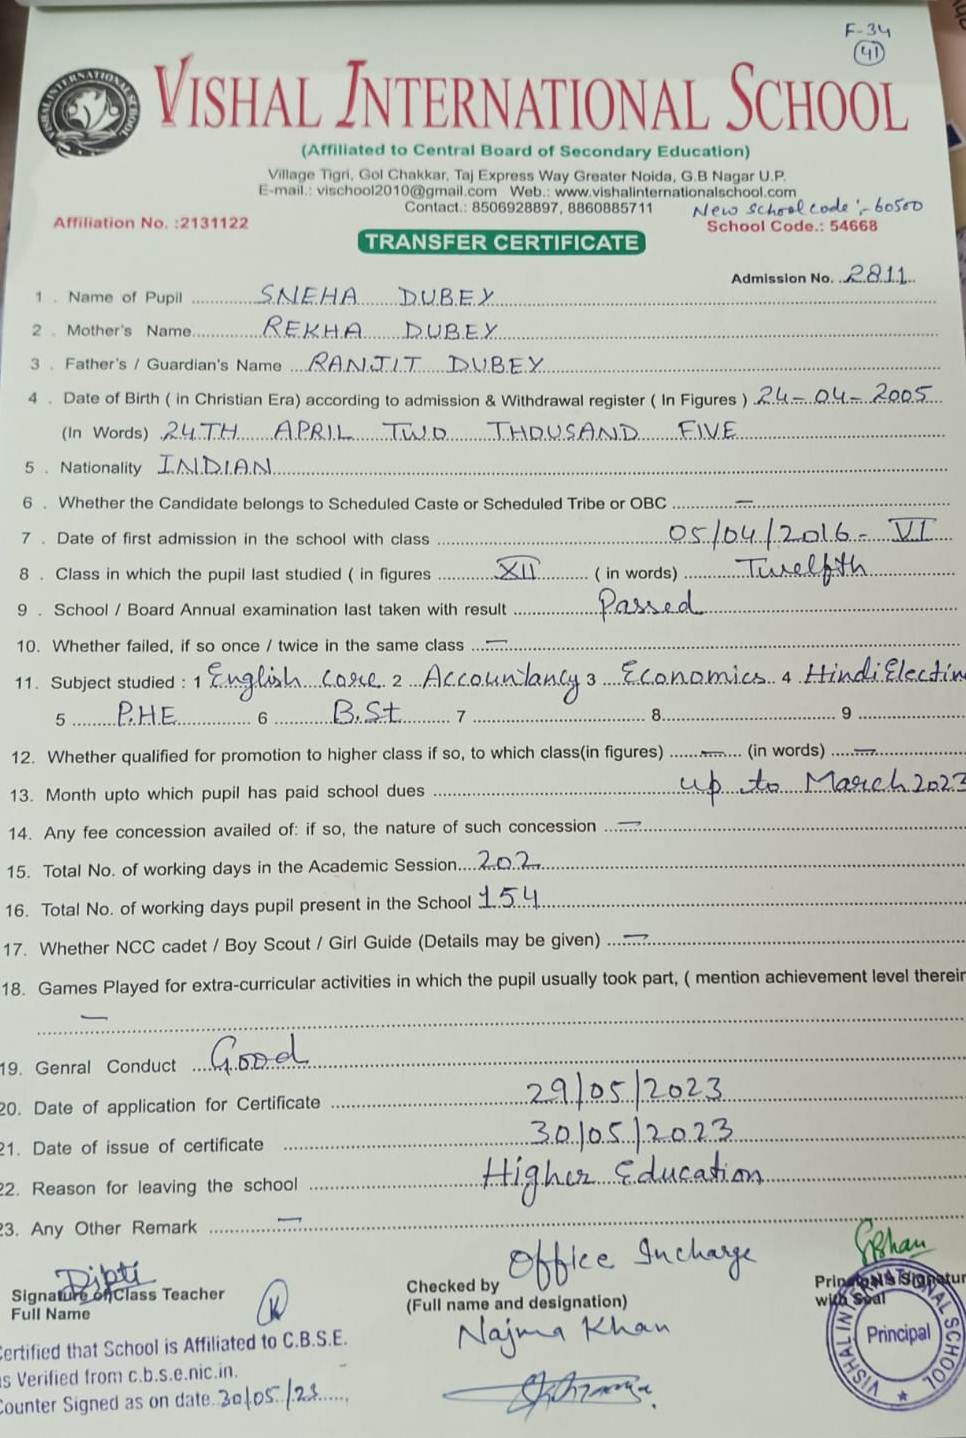 F-34
41
VISHAL INTERNATIONAL SCHOOL
(Affiliated to Central Board of Secondary Education)
Village Tigri, Gol Chakkar, Taj Express Way Greater Noida, G.B Nagar U.P.
E-mail.: vischool2010@gmail.com Web.: www.vishalinternationalschool.com
Contact.: 8506928897, 8860885711
New school code :- 60500
Affiliation No. :2131122
School Code.: 54668
TRANSFER CERTIFICATE
Admission No. 2811
1 . Name of Pupil SNEHA DUBEY
2 . Mother's Name REKHA DUBEY
3 . Father's / Guardian's Name RANJIT DUBEY
4 . Date of Birth ( in Christian Era) according to admission & Withdrawal register ( In Figures ) 24-04-2005
(In Words) 24TH APRIL TWO THOUSAND FIVE
5 . Nationality INDIAN
6 . Whether the Candidate belongs to Scheduled Caste or Scheduled Tribe or OBC —
7 . Date of first admission in the school with class 05/04/2016 - VI
8 . Class in which the pupil last studied ( in figures XII ( in words) Twelfth
9 . School / Board Annual examination last taken with result Passed
10. Whether failed, if so once / twice in the same class —
11. Subject studied : 1 English core 2 Accountancy 3 Economics 4 Hindi Electiv
5 P.HE 6 B.St 7 8 9
12. Whether qualified for promotion to higher class if so, to which class(in figures) — (in words) —
13. Month upto which pupil has paid school dues up to March 2023
14. Any fee concession availed of: if so, the nature of such concession —
15. Total No. of working days in the Academic Session 202
16. Total No. of working days pupil present in the School 154
17. Whether NCC cadet / Boy Scout / Girl Guide (Details may be given) —
18. Games Played for extra-curricular activities in which the pupil usually took part, ( mention achievement level therein
—
19. Genral Conduct Good
20. Date of application for Certificate 29/05/2023
21. Date of issue of certificate 30/05/2023
22. Reason for leaving the school Higher Education
23. Any Other Remark —
Dipti
Signature of Class Teacher
Full Name
Office Incharge
Checked by
(Full name and designation)
Najma Khan
Principal's Signatur
with Seal
VISHAL INTERNATIONAL SCHOOL
Principal
Certified that School is Affiliated to C.B.S.E.
as Verified from c.b.s.e.nic.in.
Counter Signed as on date 30/05/23